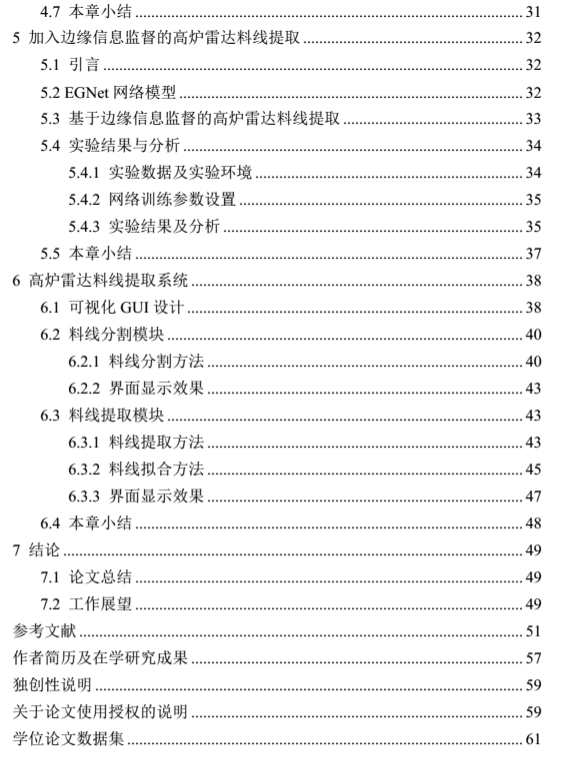 4.7 本章小结 31
5 加入边缘信息监督的高炉雷达料线提取 32
5.1 引言 32
5.2 EGNet 网络模型 32
5.3 基于边缘信息监督的高炉雷达料线提取 33
5.4 实验结果与分析 34
5.4.1 实验数据及实验环境 34
5.4.2 网络训练参数设置 35
5.4.3 实验结果及分析 35
5.5 本章小结 37
6 高炉雷达料线提取系统 38
6.1 可视化 GUI 设计 38
6.2 料线分割模块 40
6.2.1 料线分割方法 40
6.2.2 界面显示效果 43
6.3 料线提取模块 43
6.3.1 料线提取方法 43
6.3.2 料线拟合方法 45
6.3.3 界面显示效果 47
6.4 本章小结 48
7 结论 49
7.1 论文总结 49
7.2 工作展望 49
参考文献 51
作者简历及在学研究成果 57
独创性说明 59
关于论文使用授权的说明 59
学位论文数据集 61